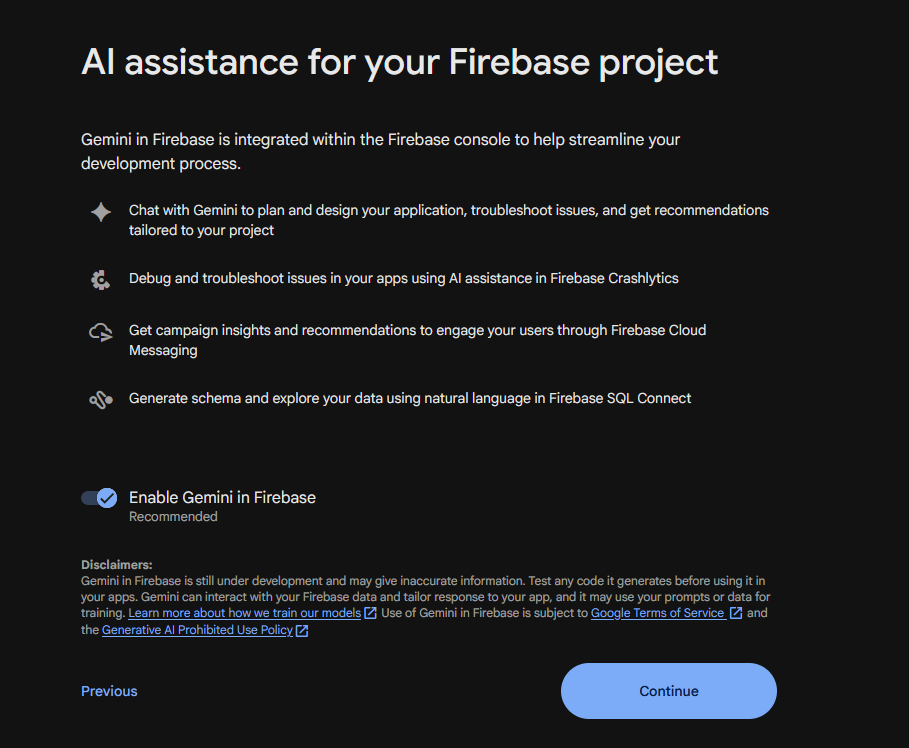 AI assistance for your Firebase project
Gemini in Firebase is integrated within the Firebase console to help streamline your
development process.
Chat with Gemini to plan and design your application, troubleshoot issues, and get recommendations
tailored to your project
Debug and troubleshoot issues in your apps using AI assistance in Firebase Crashlytics
Get campaign insights and recommendations to engage your users through Firebase Cloud
Messaging
Generate schema and explore your data using natural language in Firebase SQL Connect
Enable Gemini in Firebase
Recommended
Disclaimers:
Gemini in Firebase is still under development and may give inaccurate information. Test any code it generates before using it in
your apps. Gemini can interact with your Firebase data and tailor response to your app, and it may use your prompts or data for
training. Learn more about how we train our models Use of Gemini in Firebase is subject to Google Terms of Service and
the Generative AI Prohibited Use Policy
Previous
Continue